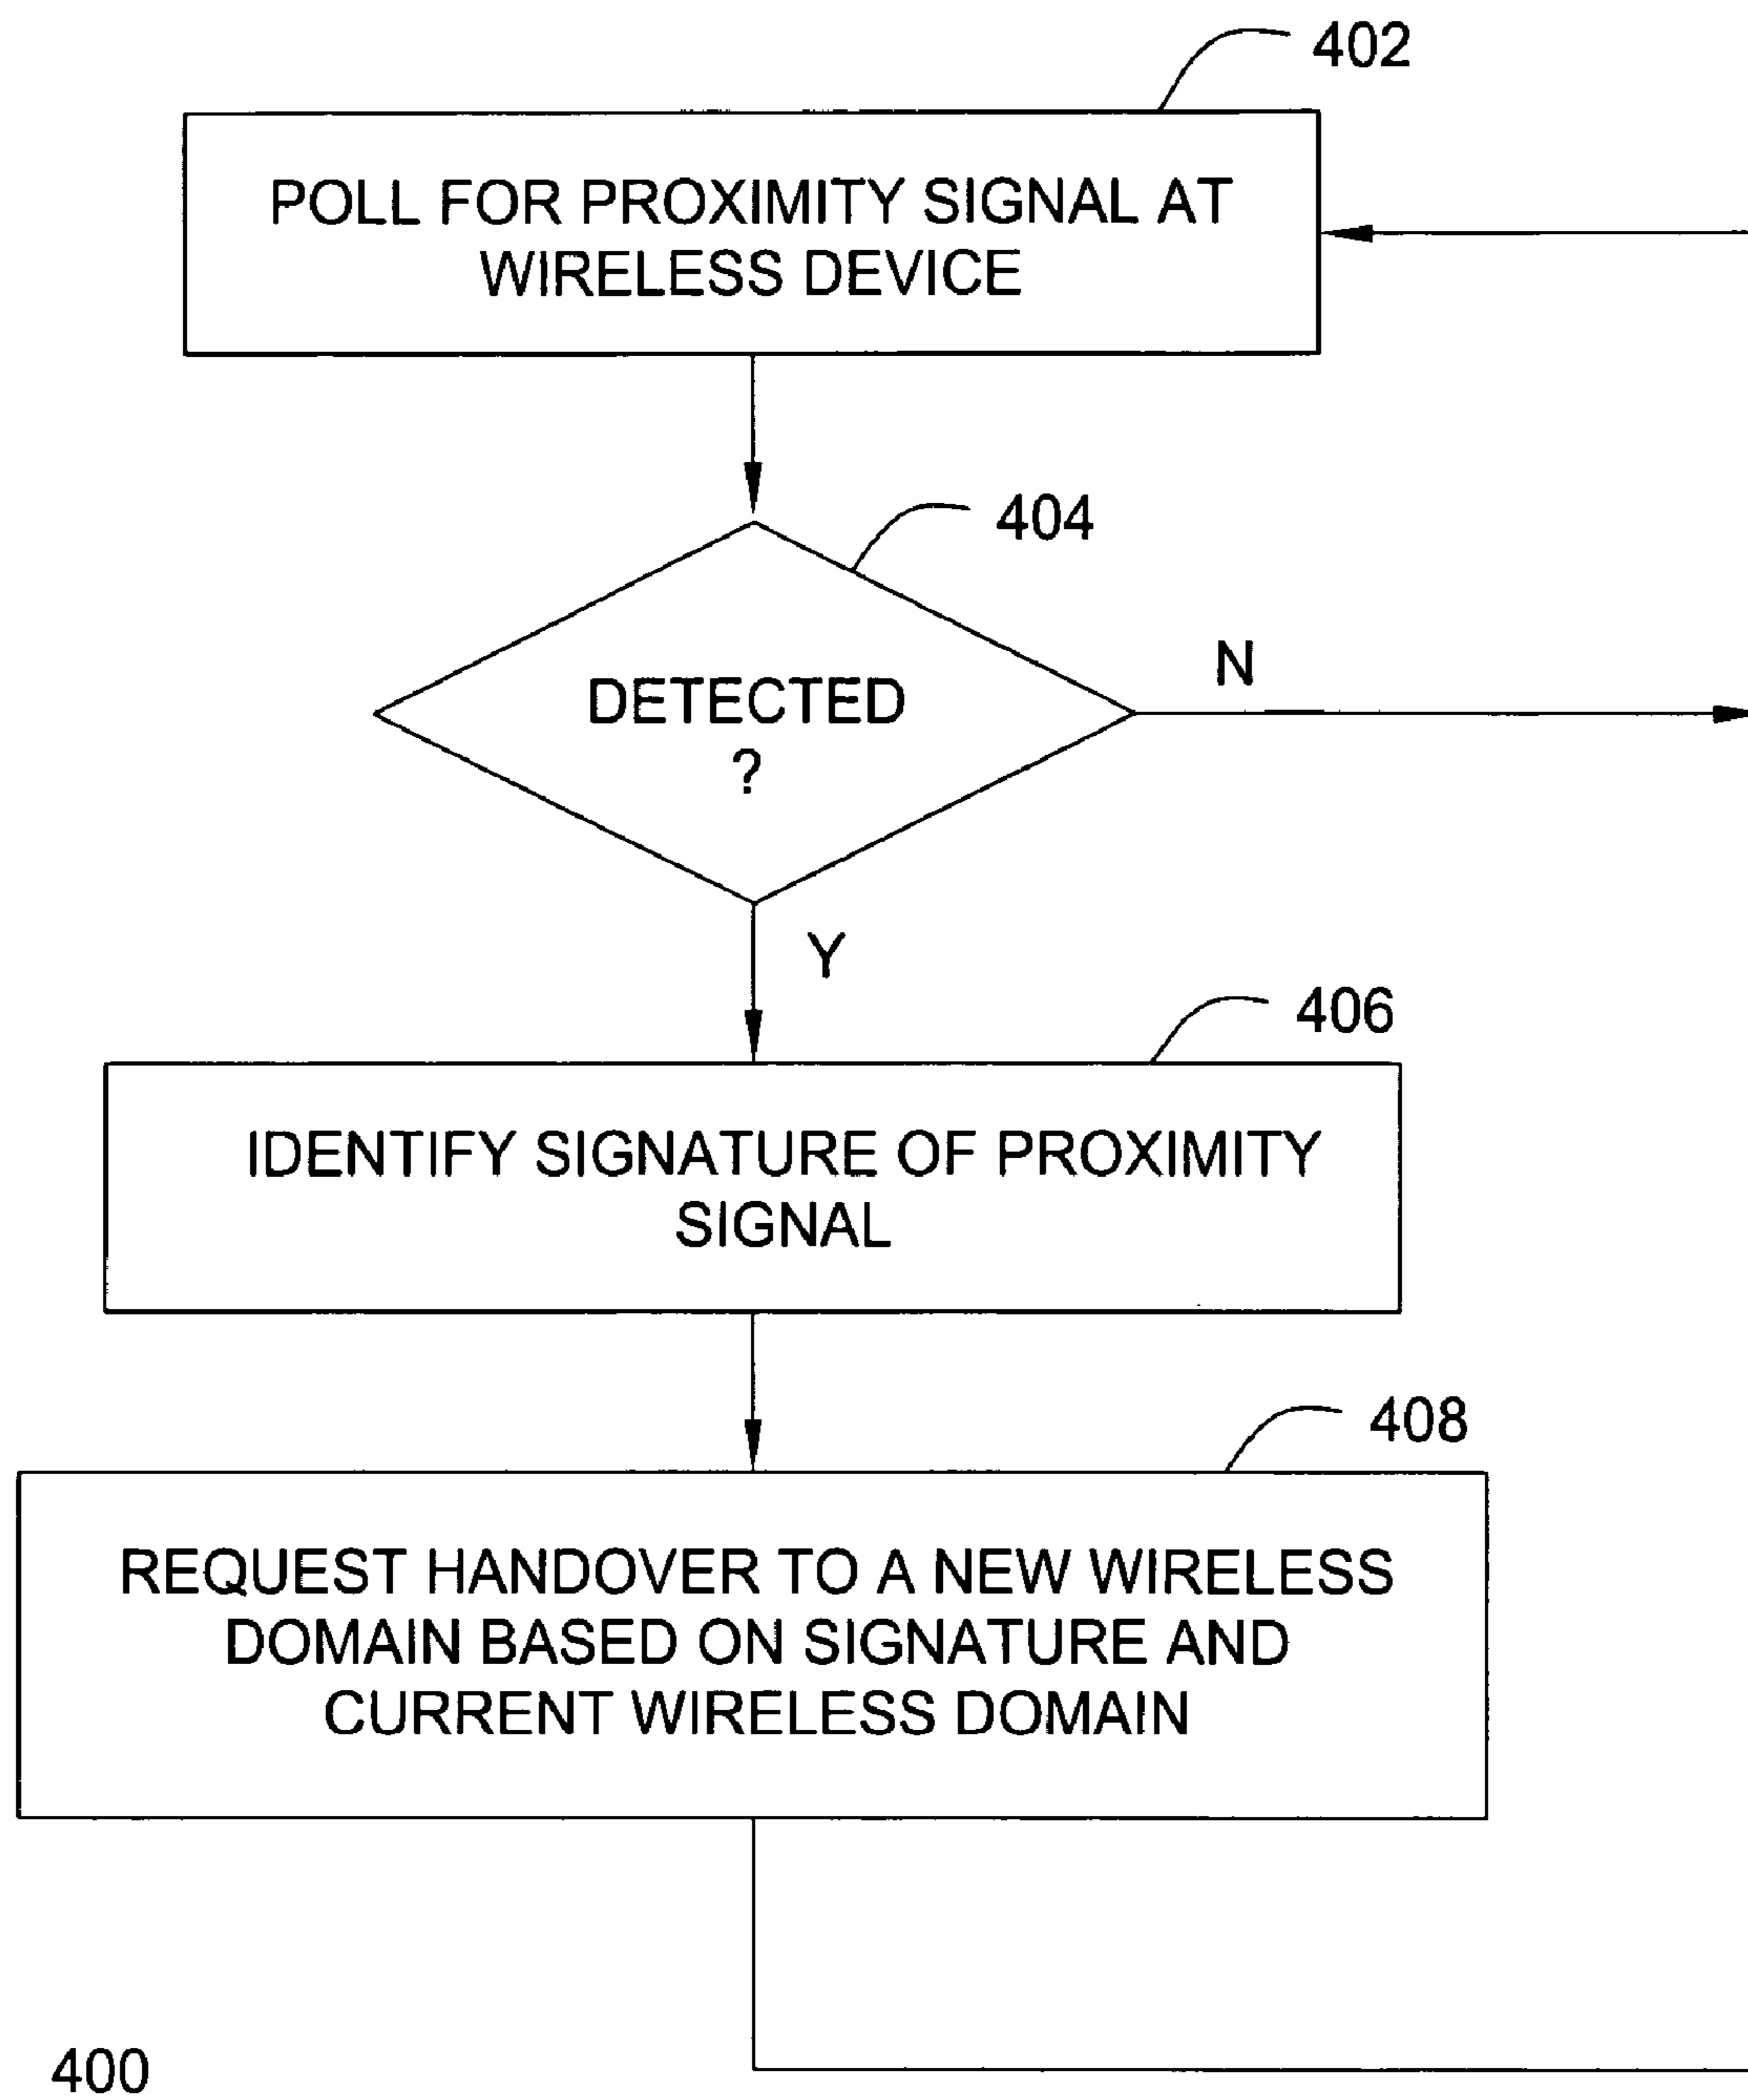 402
POLL FOR PROXIMITY SIGNAL AT
WIRELESS DEVICE
404
DETECTED
?
N
Y
406
IDENTIFY SIGNATURE OF PROXIMITY
SIGNAL
408
REQUEST HANDOVER TO A NEW WIRELESS
DOMAIN BASED ON SIGNATURE AND
CURRENT WIRELESS DOMAIN
400